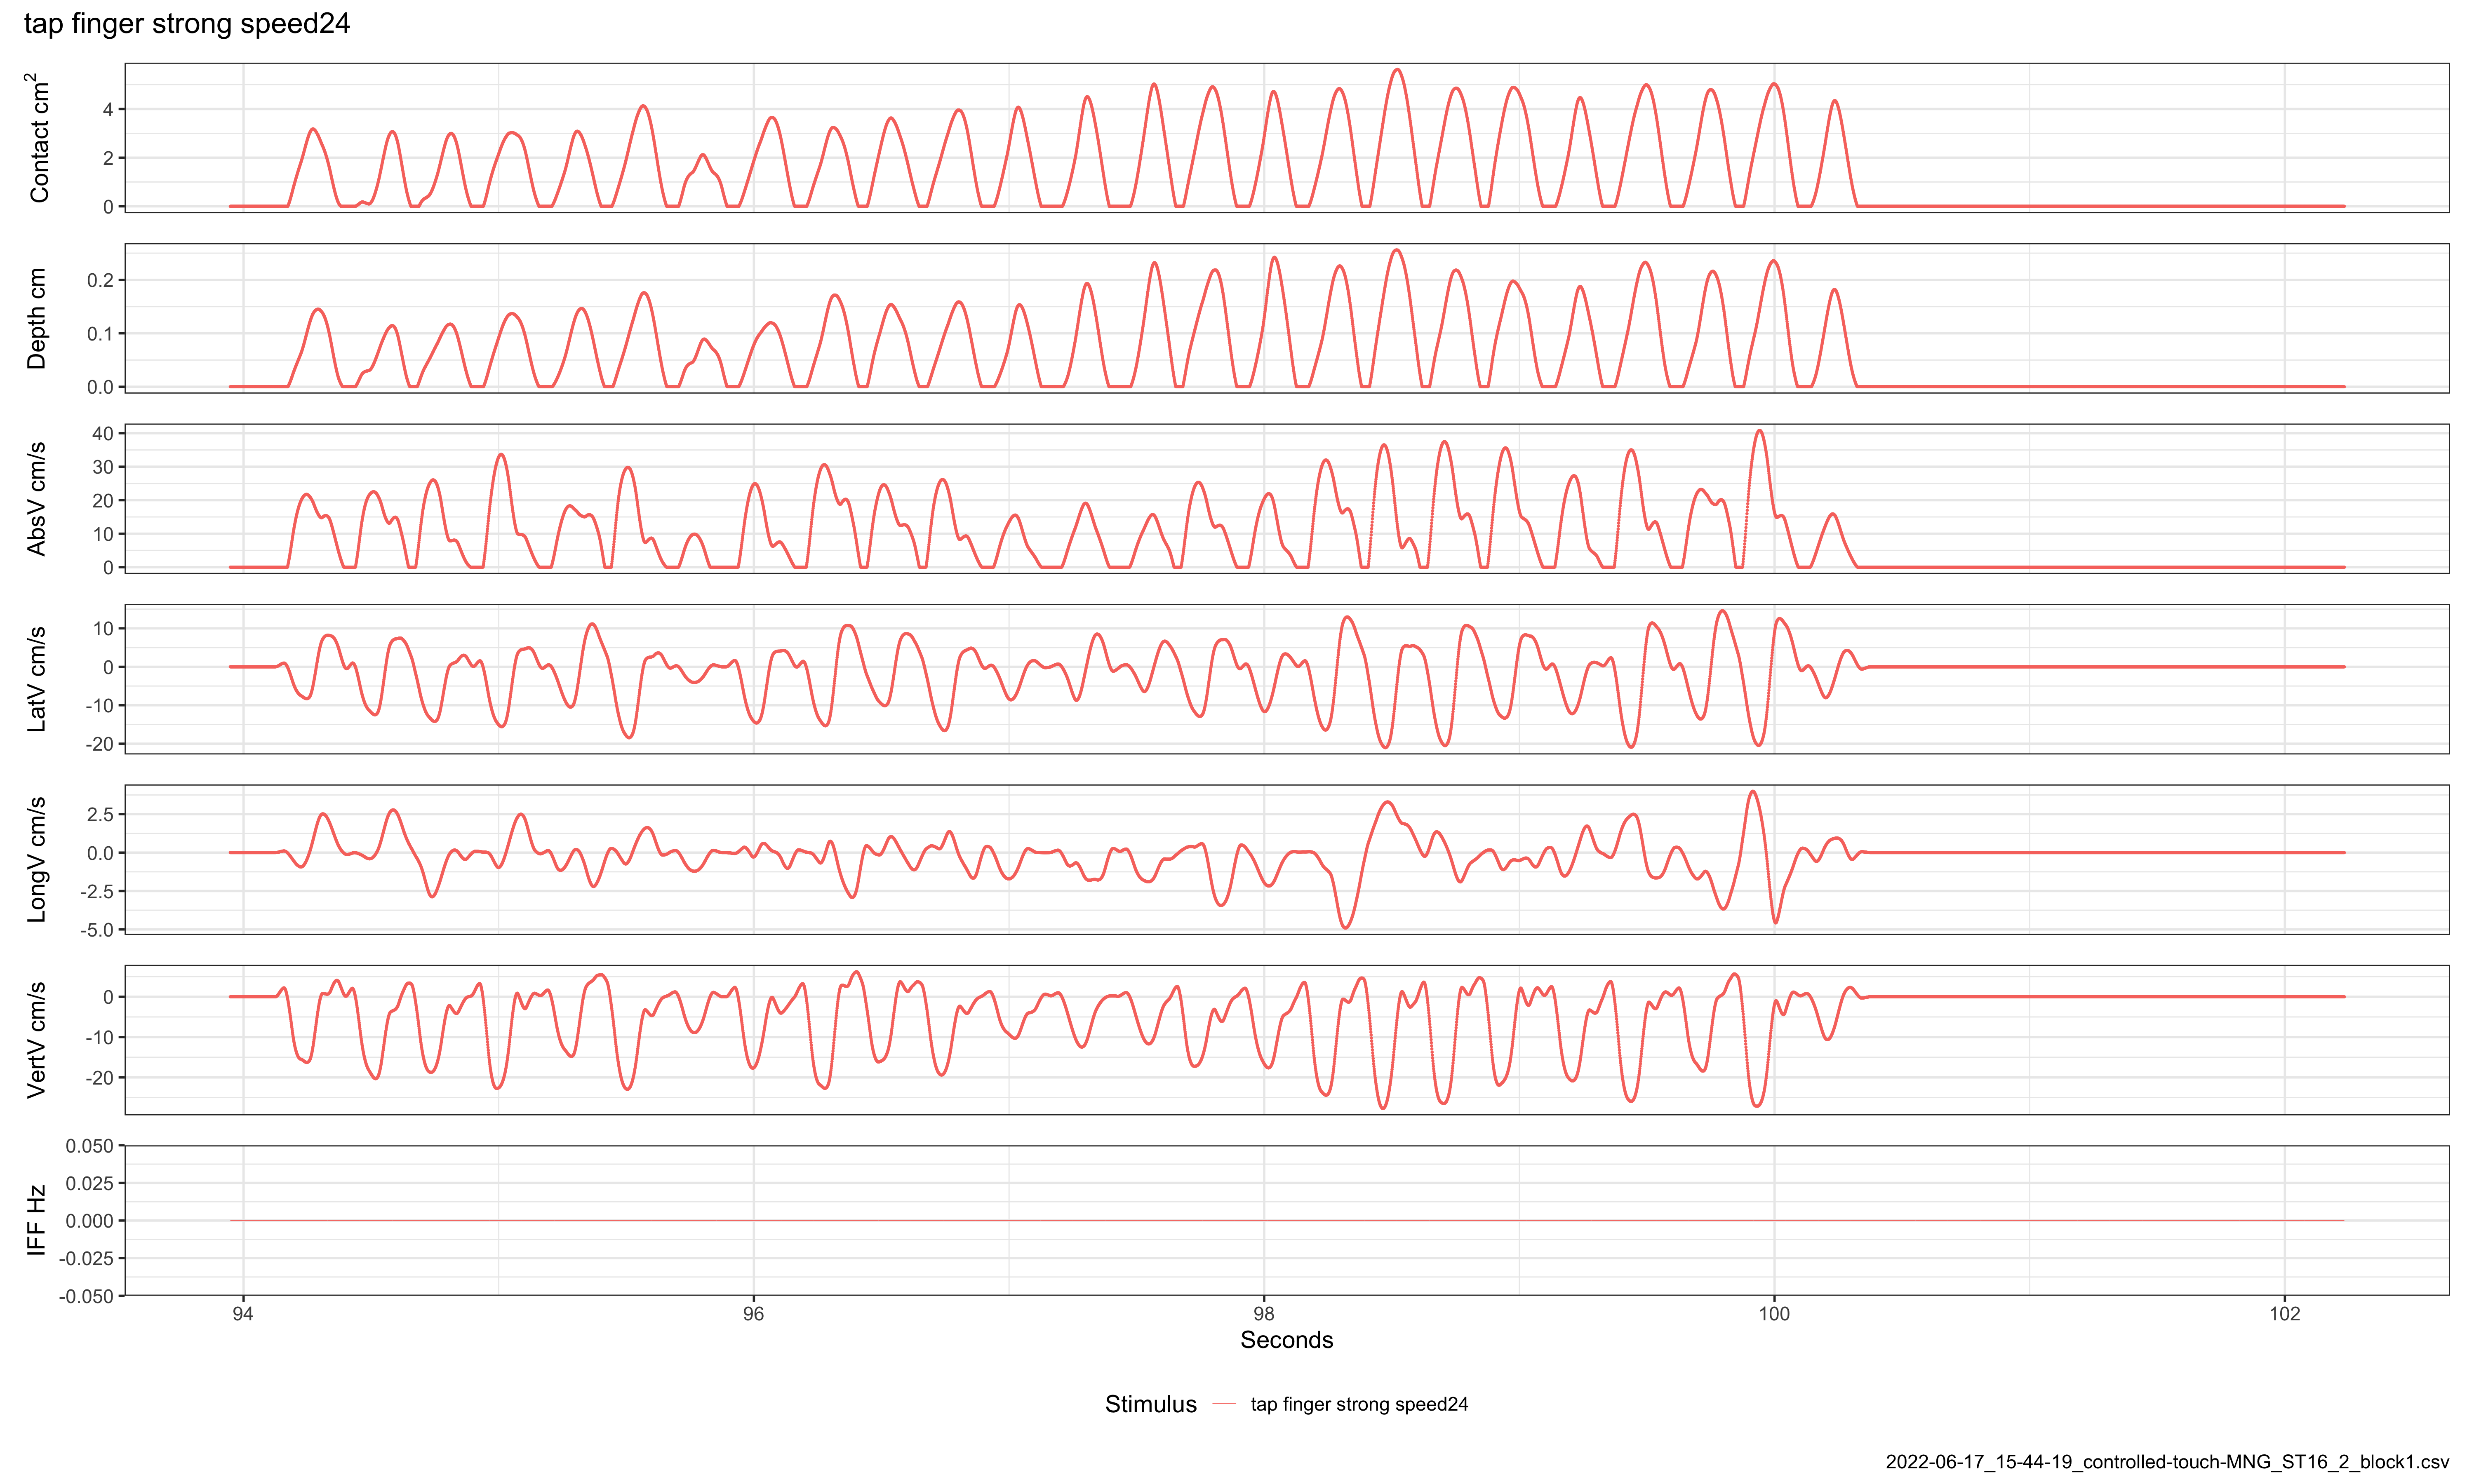 tap finger strong speed24
Contact cm²
4
2
0
Depth cm
0.2
0.1
0.0
AbsV cm/s
40
30
20
10
0
LatV cm/s
10
0
-10
-20
LongV cm/s
2.5
0.0
-2.5
-5.0
VertV cm/s
0
-10
-20
IFF Hz
0.050
0.025
0.000
-0.025
-0.050
94 96 98 100 102
Seconds
Stimulus tap finger strong speed24
2022-06-17_15-44-19_controlled-touch-MNG_ST16_2_block1.csv